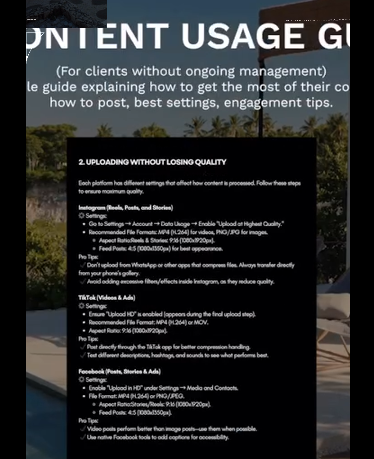 ONTENT USAGE GU
(For clients without ongoing management)
le guide explaining how to get the most of their co
how to post, best settings, engagement tips.
2. UPLOADING WITHOUT LOSING QUALITY
Each platform has different settings that affect how content is processed. Follow these steps
to ensure maximum quality.
Instagram (Reels, Posts, and Stories)
Settings:
• Go to Settings → Account → Data Usage → Enable "Upload at Highest Quality."
• Recommended File Formats: MP4 (H.264) for videos, PNG/JPG for images.
Aspect Ratio:Reels & Stories: 9:16 (1080x1920px).
Feed Posts: 4:5 (1080x1350px) for best appearance.
Pro Tips:
✓ Don't upload from WhatsApp or other apps that compress files. Always transfer directly
from your phone's gallery.
✓ Avoid adding excessive filters/effects inside Instagram, as they reduce quality.
TikTok (Videos & Ads)
Settings:
• Ensure "Upload HD" is enabled (appears during the final upload step).
• Recommended File Format: MP4 (H.264) or MOV.
• Aspect Ratio: 9:16 (1080x1920px).
Pro Tips:
✓ Post directly through the TikTok app for better compression handling.
✓ Test different descriptions, hashtags, and sounds to see what performs best.
Facebook (Posts, Stories & Ads)
Settings:
• Enable "Upload in HD" under Settings → Media and Contacts.
• File Format: MP4 (H.264) or PNG/JPEG.
Aspect Ratio:Stories/Reels: 9:16 (1080x1920px).
Feed Posts: 4:5 (1080x1350px).
Pro Tips:
✓ Video posts perform better than image posts—use them when possible.
✓ Use native Facebook tools to add captions for accessibility.